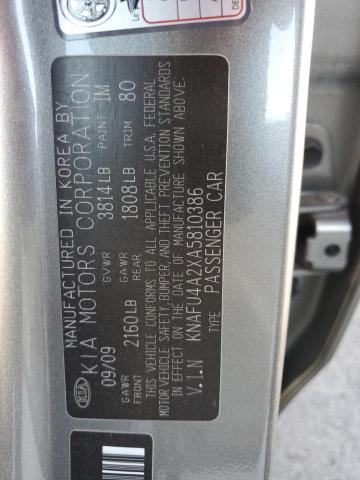 MANUFACTURED IN KOREA BY
KIA KIA MOTORS CORPORATION
09/09 GVWR 3814LB PAINT IM
GAWR FRONT 2160LB GAWR REAR 1808LB TRIM 80
THIS VEHICLE CONFORMS TO ALL APPLICABLE U.S.A. FEDERAL
MOTOR VEHICLE SAFETY, BUMPER, AND THEFT PREVENTION STANDARDS
IN EFFECT ON THE DATE OF MANUFACTURE SHOWN ABOVE.
V.I.N KNAFU4A2XA5810386
TYPE: PASSENGER CAR